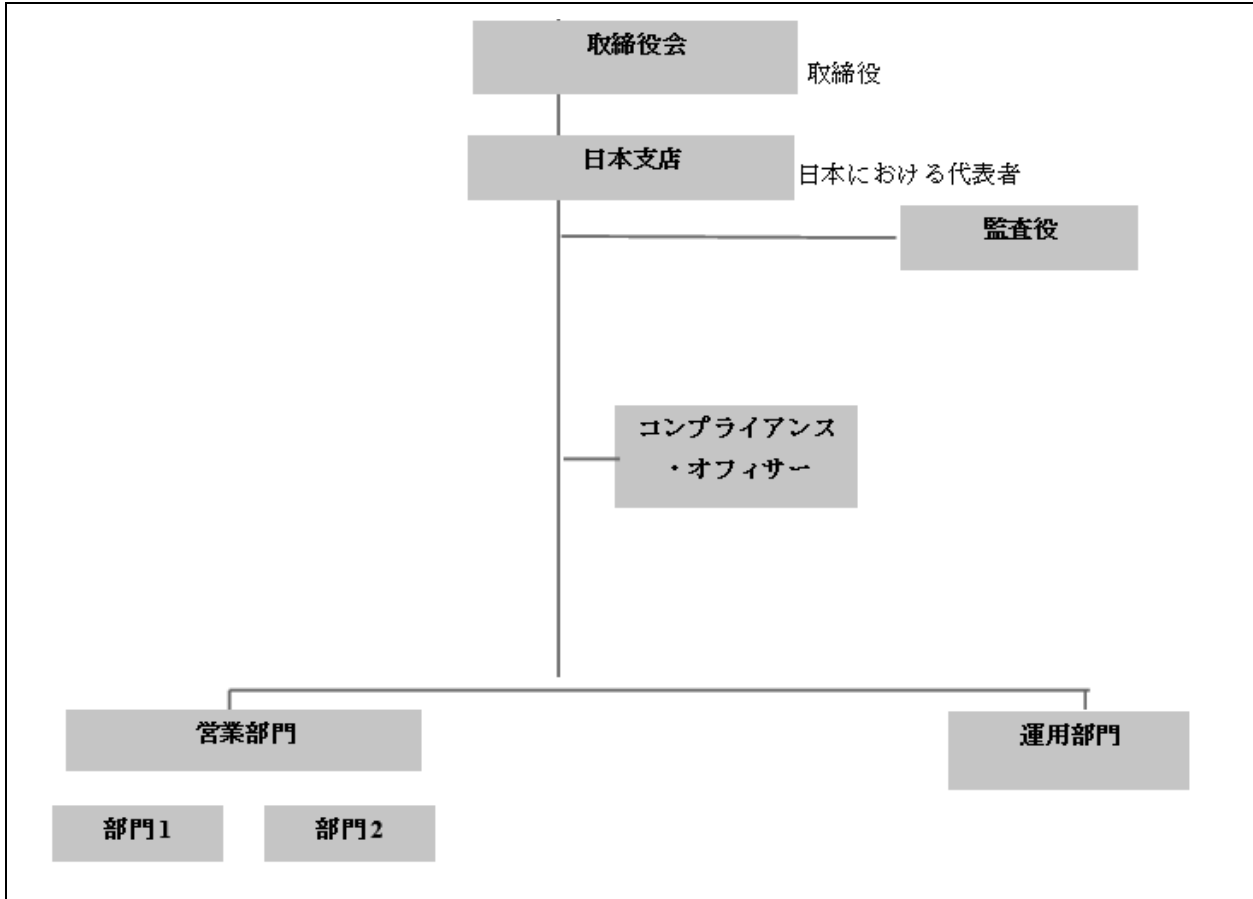 取締役会
取締役
日本支店
日本における代表者
監査役
コンプライアンス
・オフィサー
営業部門
運用部門
部門1
部門2